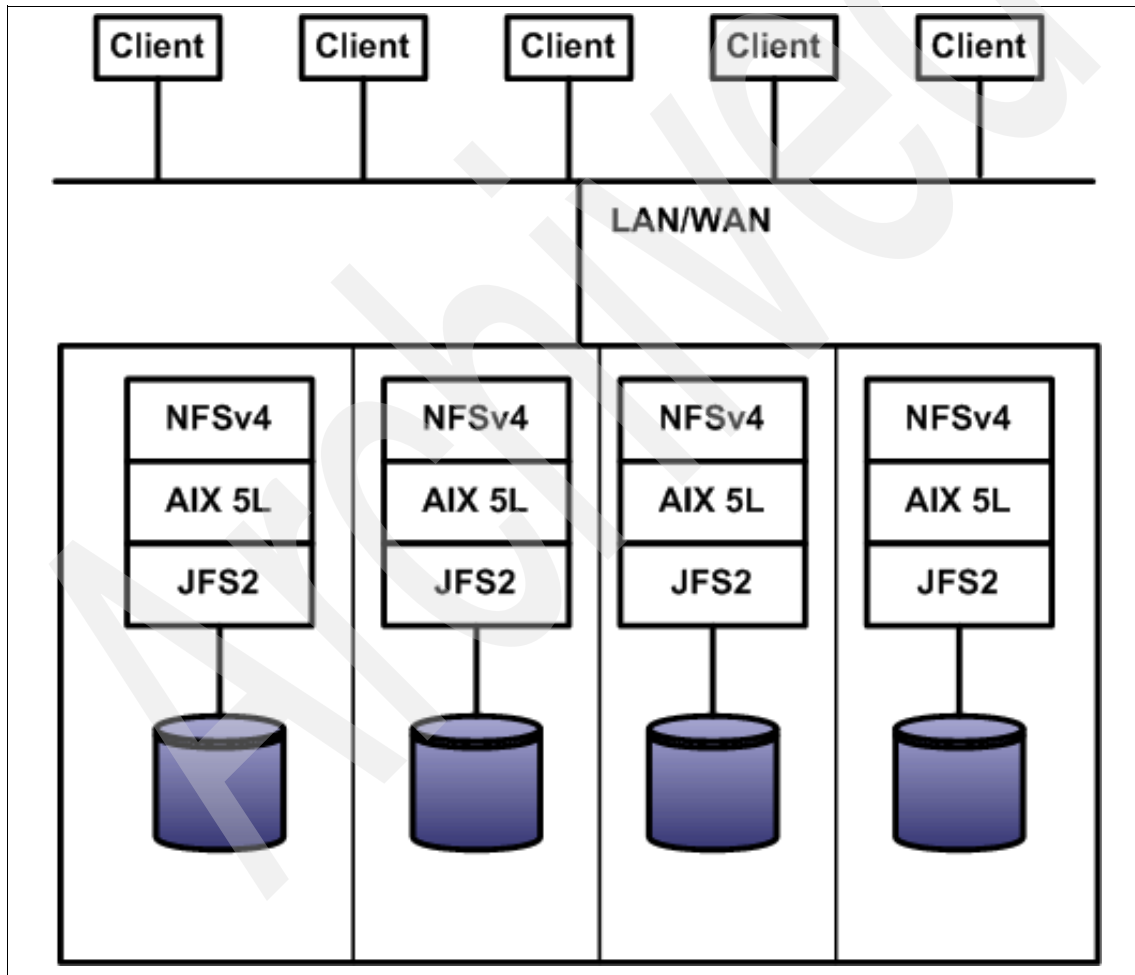 Client Client Client Client Client
LAN/WAN
NFSv4 NFSv4 NFSv4 NFSv4
AIX 5L AIX 5L AIX 5L AIX 5L
JFS2 JFS2 JFS2 JFS2
Archived